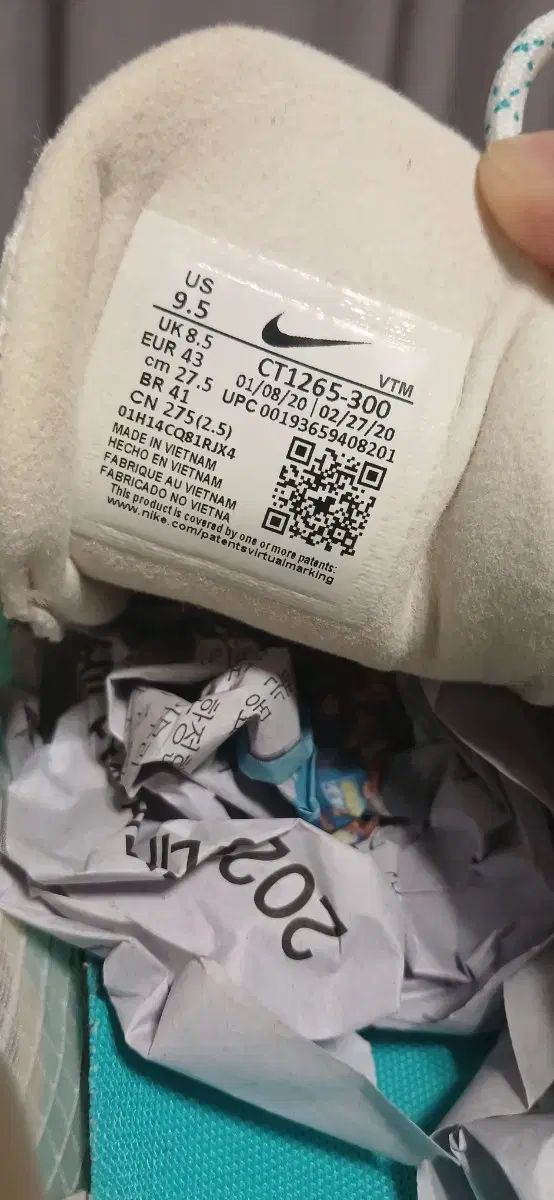 US
9.5
UK 8.5
EUR 43
cm 27.5
BR 41
CN 275(2.5)
01H14CQ81RJX4
VTM
CT1265-300
01/08/20 | 02/27/20
UPC 00193659408201
MADE IN VIETNAM
HECHO EN VIETNAM
FABRIQUE AU VIETNAM
FABRICADO NO VIETNA
This product is covered by one or more patents:
www.nike.com/patentsvirtualmarking
202